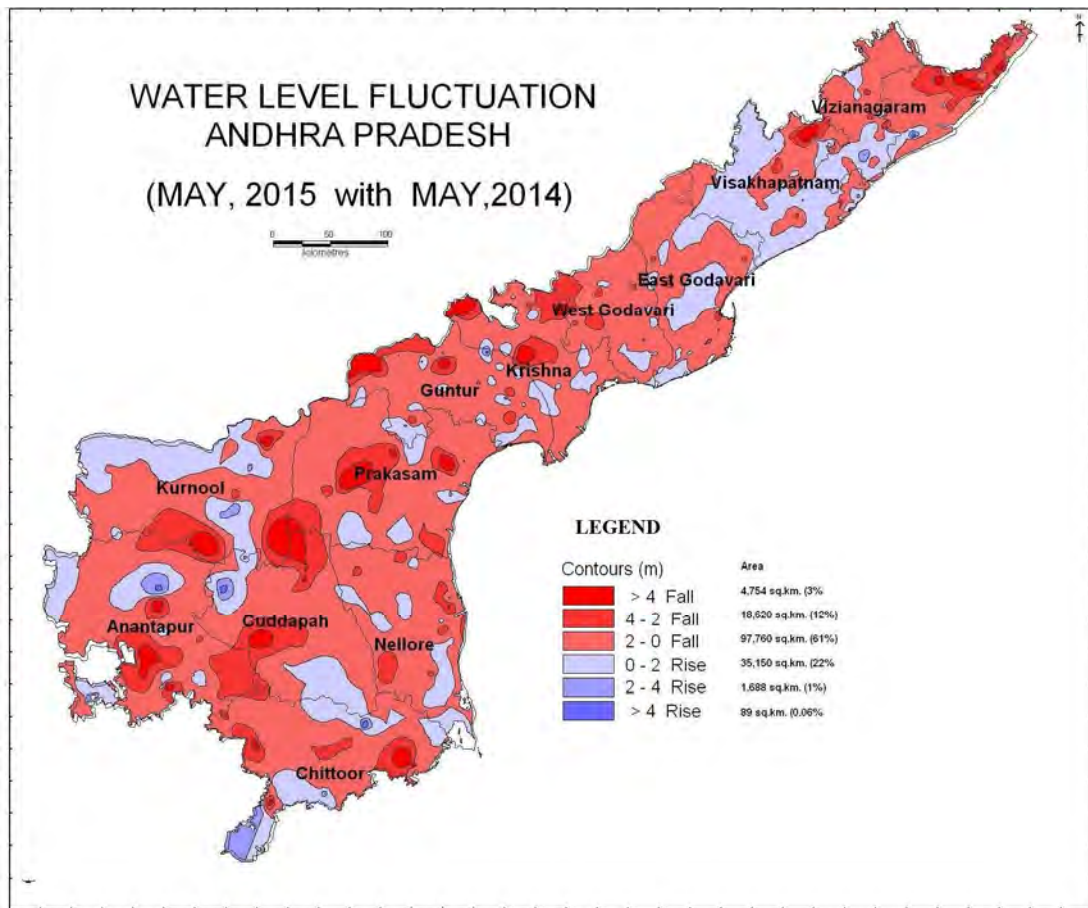 WATER LEVEL FLUCTUATION
ANDHRA PRADESH
(MAY, 2015 with MAY,2014)
0 50 100
kilometres
N
Vizianagaram
Visakhapatnam
East Godavari
West Godavari
Krishna
Guntur
Prakasam
Kurnool
Anantapur
Cuddapah
Nellore
Chittoor
LEGEND
Contours (m) Area
> 4 Fall 4,754 sq.km. (3%
4 - 2 Fall 18,620 sq.km. (12%)
2 - 0 Fall 97,760 sq.km. (61%)
0 - 2 Rise 35,150 sq.km. (22%
2 - 4 Rise 1,688 sq.km. (1%)
> 4 Rise 89 sq.km. (0.06%